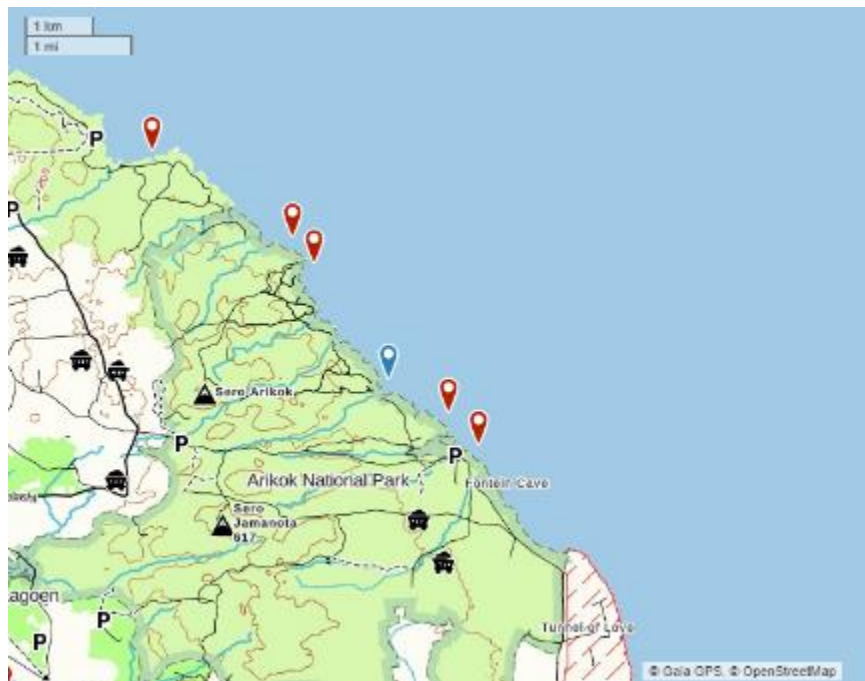 1 km
1 mi
P
P
Sero Arikok
P
Arikok National Park
P
Fontein Cave
Sero
Jamanota
617
agoen
P
P
Tunnel of Love
© Gaia GPS, © OpenStreetMap